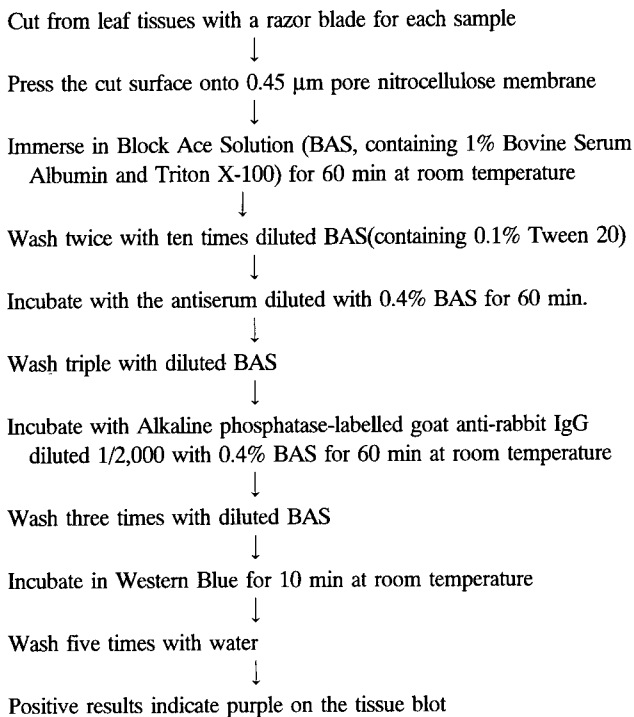 Cut from leaf tissues with a razor blade for each sample
↓
Press the cut surface onto 0.45 μm pore nitrocellulose membrane
↓
Immerse in Block Ace Solution (BAS, containing 1% Bovine Serum
Albumin and Triton X-100) for 60 min at room temperature
↓
Wash twice with ten times diluted BAS(containing 0.1% Tween 20)
↓
Incubate with the antiserum diluted with 0.4% BAS for 60 min.
↓
Wash triple with diluted BAS
↓
Incubate with Alkaline phosphatase-labelled goat anti-rabbit IgG
diluted 1/2,000 with 0.4% BAS for 60 min at room temperature
↓
Wash three times with diluted BAS
↓
Incubate in Western Blue for 10 min at room temperature
↓
Wash five times with water
↓
Positive results indicate purple on the tissue blot